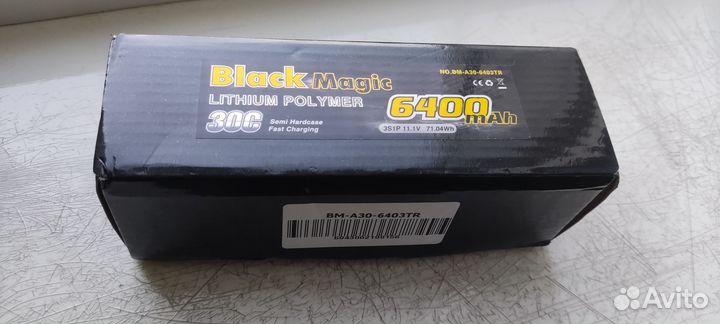 Black Magic
LITHIUM POLYMER
30C
Semi Hardcase
Fast Charging
NO.BM-A30-6403TR
CE
6400mAh
3S1P 11.1V 71.04Wh
BM-A30-6403TR
Avito